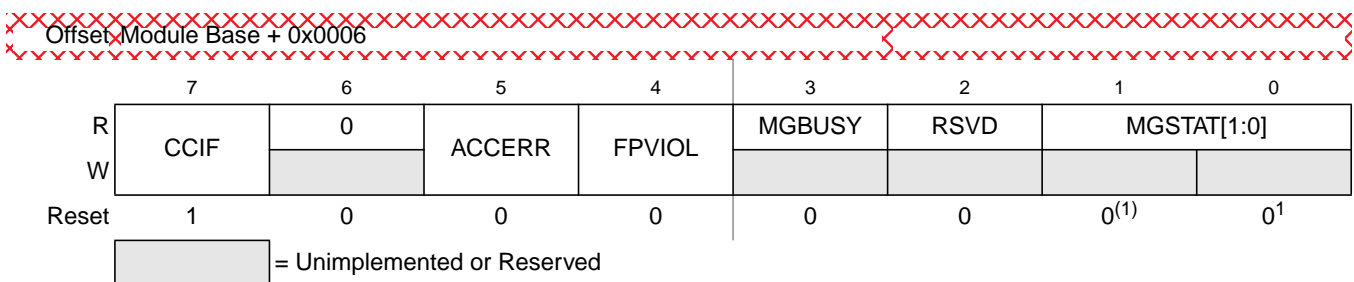 Offset Module Base + 0x0006
7 6 5 4 3 2 1 0
R CCIF 0 ACCERR FPVIOL MGBUSY RSVD MGSTAT[1:0]
W
Reset 1 0 0 0 0 0 0(1) 01
= Unimplemented or Reserved